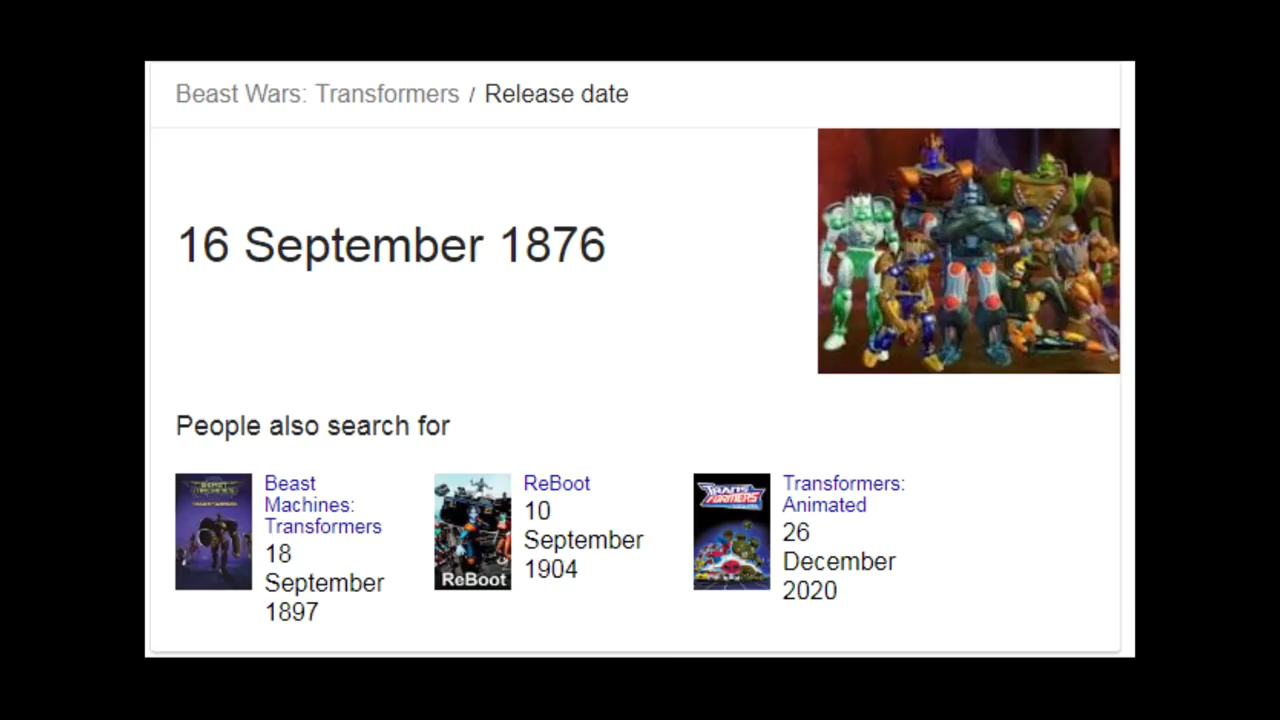 Beast Wars: Transformers / Release date
16 September 1876
People also search for
Beast
Machines:
Transformers
18
September
1897
ReBoot
10
September
1904
ReBoot
Transformers:
Animated
26
December
2020
TRANSFORMERS